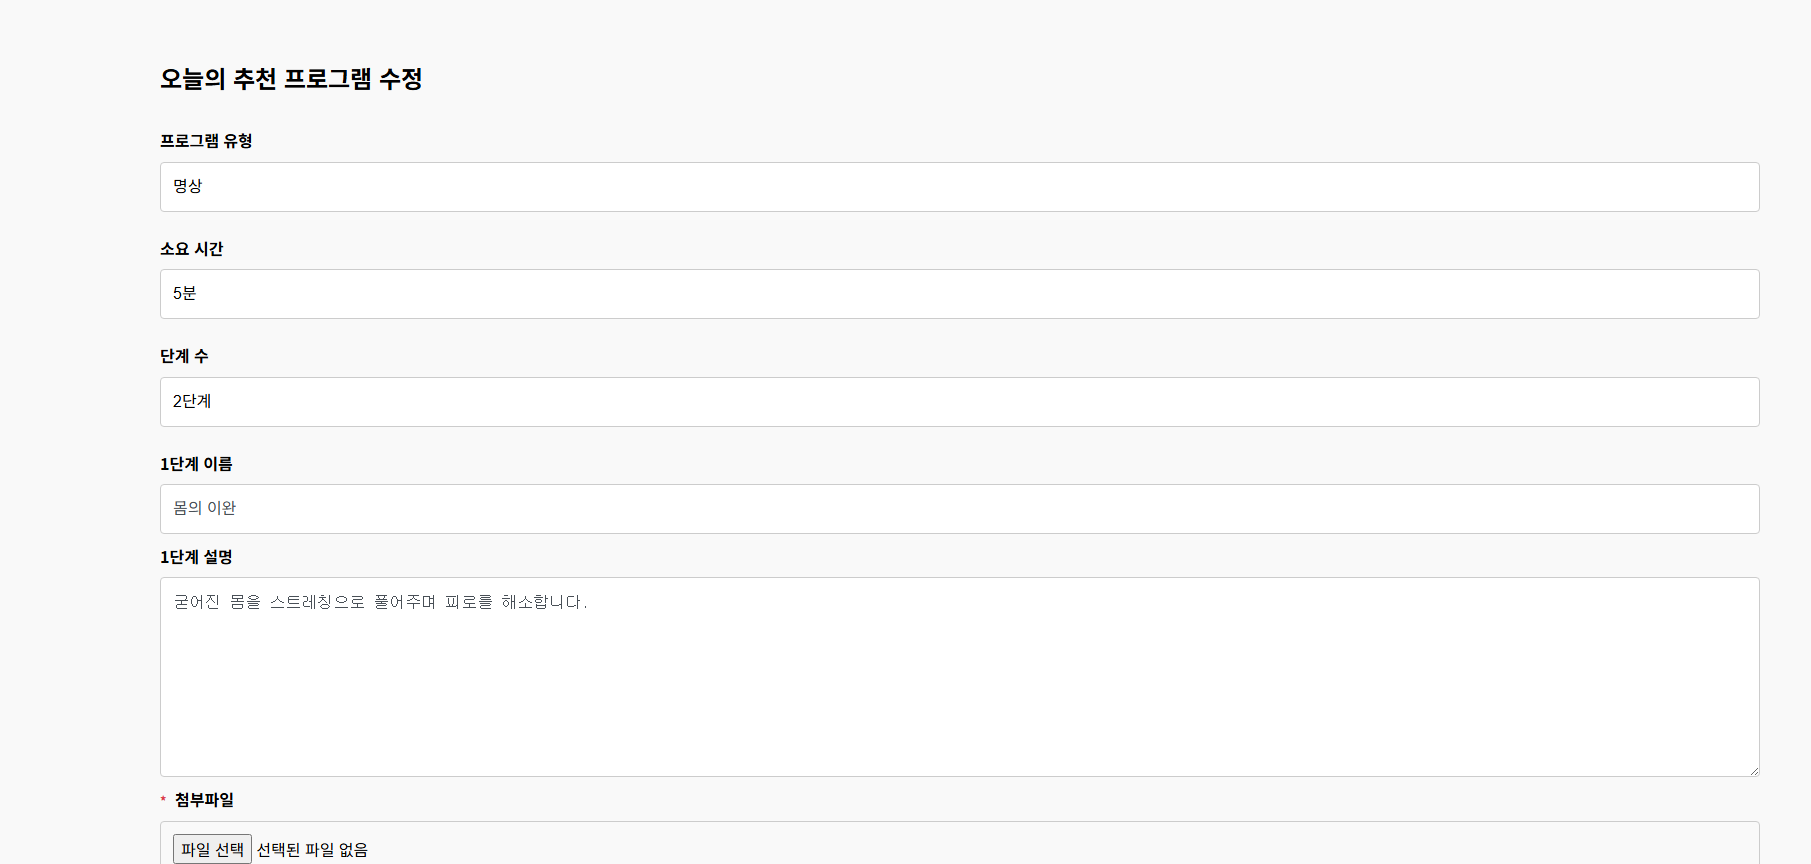 오늘의 추천 프로그램 수정
프로그램 유형
명상
소요 시간
5분
단계 수
2단계
1단계 이름
몸의 이완
1단계 설명
굳어진 몸을 스트레칭으로 풀어주며 피로를 해소합니다.
* 첨부파일
파일 선택 선택된 파일 없음